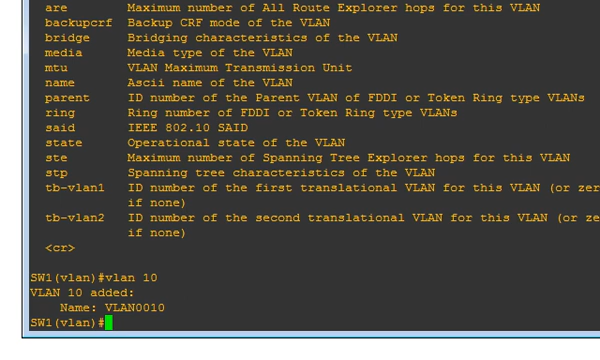 are Maximum number of All Route Explorer hops for this VLAN
backupcrf Backup CRF mode of the VLAN
bridge Bridging characteristics of the VLAN
media Media type of the VLAN
mtu VLAN Maximum Transmission Unit
name Ascii name of the VLAN
parent ID number of the Parent VLAN of FDDI or Token Ring type VLANs
ring Ring number of FDDI or Token Ring type VLANs
said IEEE 802.10 SAID
state Operational state of the VLAN
ste Maximum number of Spanning Tree Explorer hops for this VLAN
stp Spanning tree characteristics of the VLAN
tb-vlan1 ID number of the first translational VLAN for this VLAN (or zer
if none)
tb-vlan2 ID number of the second translational VLAN for this VLAN (or ze
if none)
<cr>
SW1(vlan)#vlan 10
VLAN 10 added:
Name: VLAN0010
SW1(vlan)#